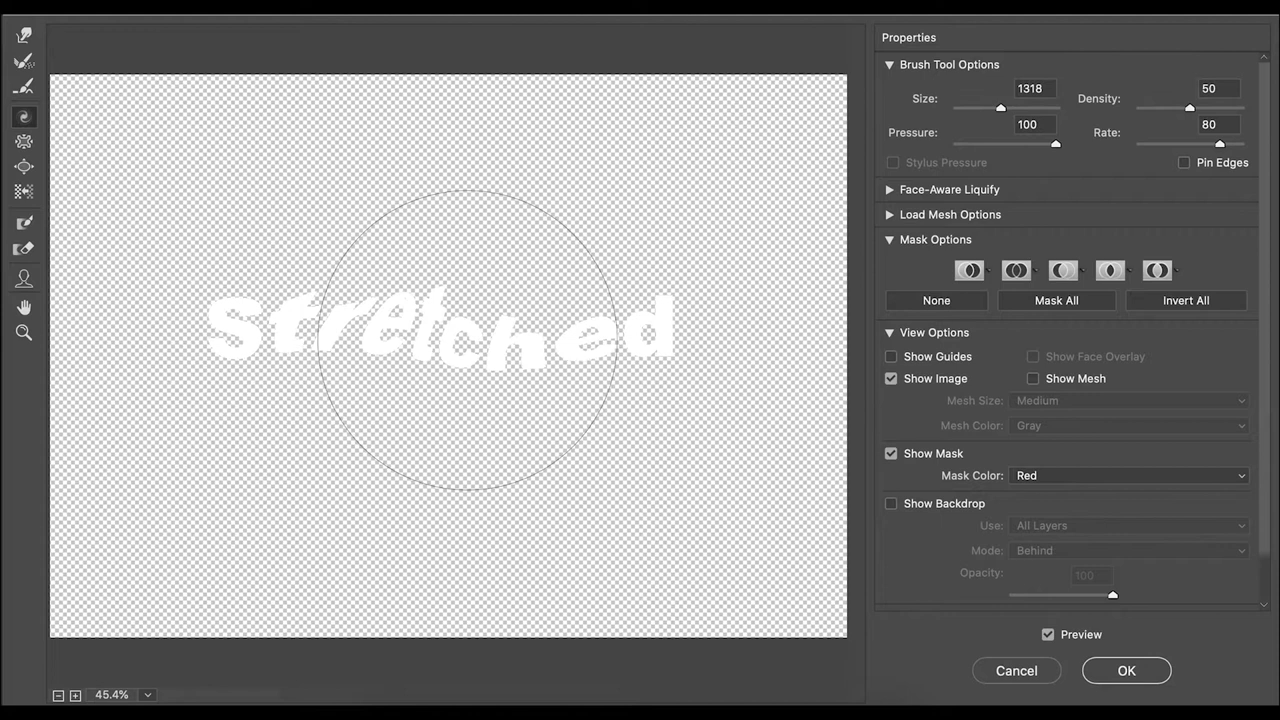 Properties
Brush Tool Options
Size: 1318 Density: 50
Pressure: 100 Rate: 80
Stylus Pressure Pin Edges
Face-Aware Liquify
Load Mesh Options
Mask Options
None Mask All Invert All
View Options
Show Guides Show Face Overlay
Show Image Show Mesh
Mesh Size: Medium
Mesh Color: Gray
Show Mask
Mask Color: Red
Show Backdrop
Use: All Layers
Mode: Behind
Opacity: 100
Preview
Cancel OK
Stretched
45.4%